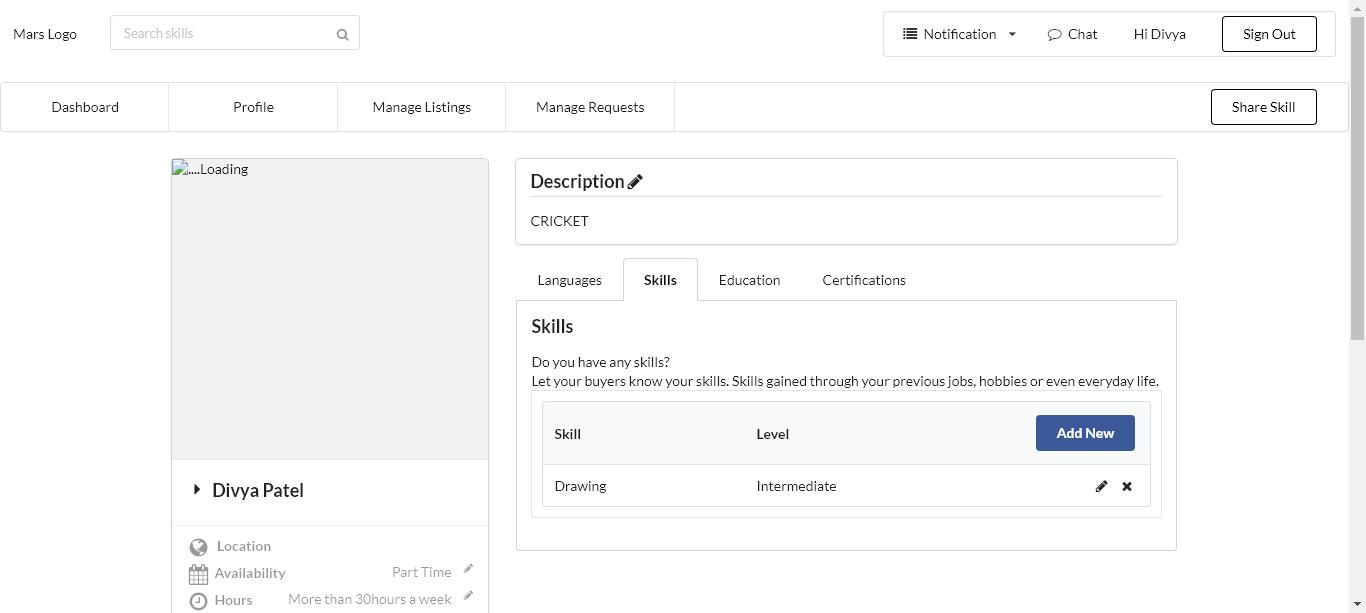 Mars Logo
Search skills
Notification
Chat
Hi Divya
Sign Out
Dashboard
Profile
Manage Listings
Manage Requests
Share Skill
....Loading
Description
CRICKET
Languages
Skills
Education
Certifications
Skills
Do you have any skills?
Let your buyers know your skills. Skills gained through your previous jobs, hobbies or even everyday life.
Skill
Level
Add New
Drawing
Intermediate
Divya Patel
Location
Availability
Part Time
Hours
More than 30hours a week